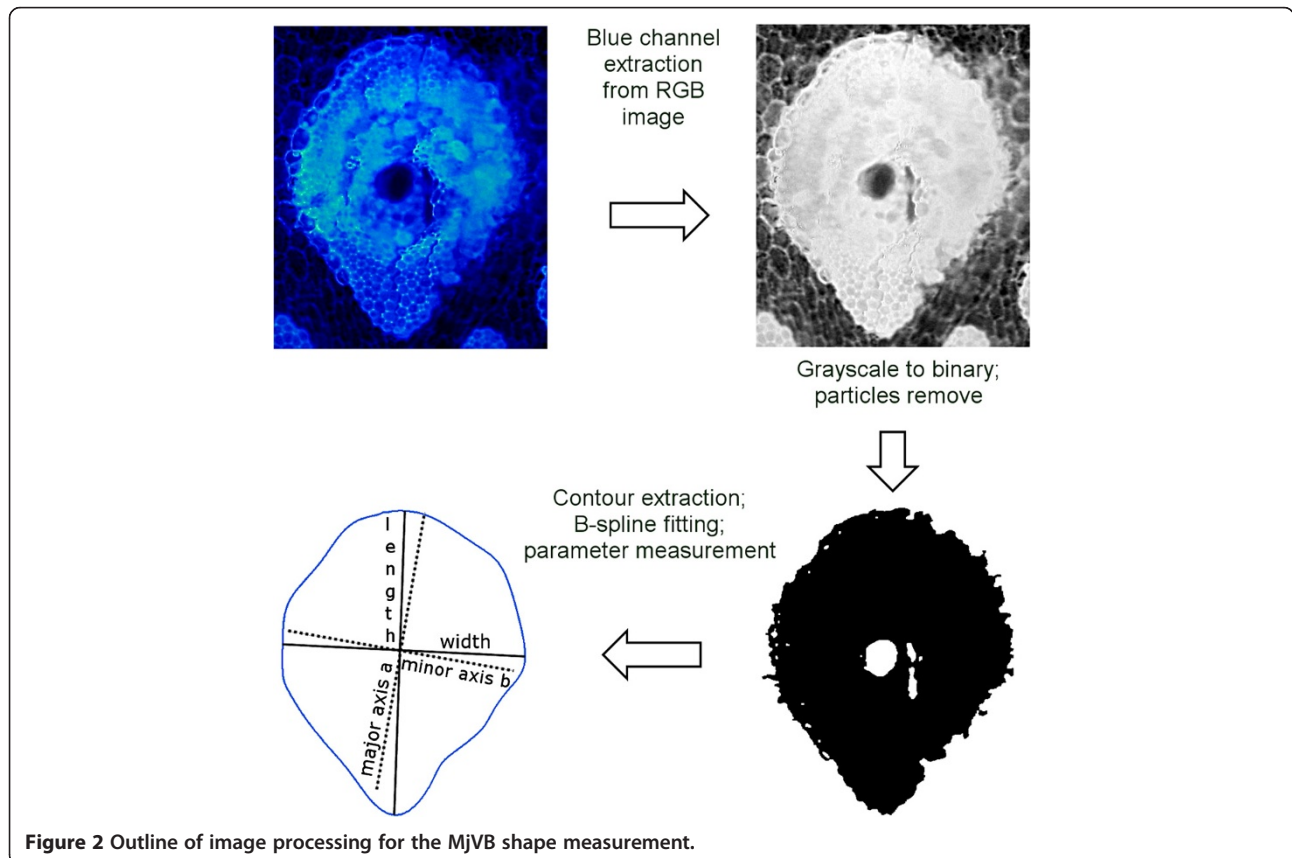 Blue channel
extraction
from RGB
image
Grayscale to binary;
particles remove
Contour extraction;
B-spline fitting;
parameter measurement
length
width
minor axis b
major axis a
Figure 2 Outline of image processing for the MjVB shape measurement.